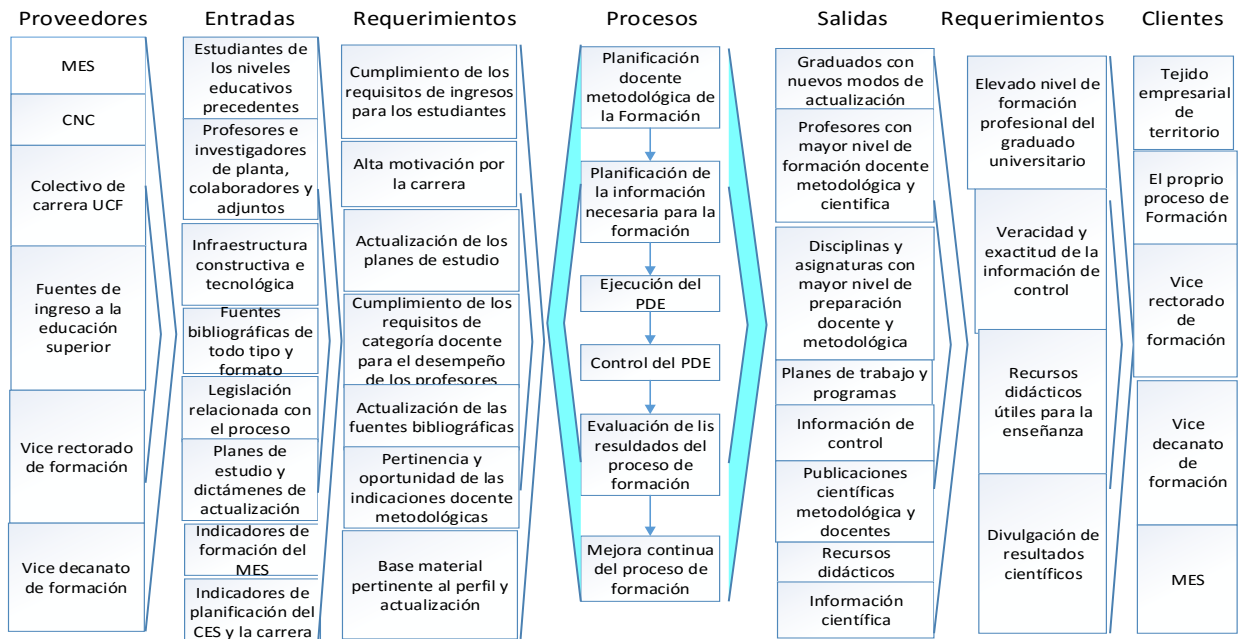 Proveedores
Entradas
Requerimientos
Procesos
Salidas
Requerimientos
Clientes
MES
CNC
Colectivo de
carrera UCF
Fuentes de
ingreso a la
educación
superior
Vice rectorado
de formación
Vice decanato
de formación
Estudiantes de
los niveles
educativos
precedentes
Profesores e
investigadores
de planta,
colaboradores y
adjuntos
Infraestructura
constructiva e
tecnológica
Fuentes
bibliográficas de
todo tipo y
formato
Legislación
relacionada con
el proceso
Planes de
estudio y
dictámenes de
actualización
Indicadores de
formación del
MES
Indicadores de
planificación del
CES y la carrera
Cumplimiento de los
requisitos de ingresos
para los estudiantes
Alta motivación por
la carrera
Actualización de los
planes de estudio
Cumplimiento de los
requisitos de
categoría docente
para el desempeño
de los profesores
Actualización de las
fuentes bibliográficas
Pertinencia y
oportunidad de las
indicaciones docente
metodológicas
Base material
pertinente al perfil y
actualización
Planificación
docente
metodológica de
la Formación
Planificación de
la información
necesaria para la
formación
Ejecución del
PDE
Control del PDE
Evaluación de lis
resuldados del
proceso de
formación
Mejora continua
del proceso de
formación
Graduados con
nuevos modos de
actualización
Profesores con
mayor nivel de
formación docente
metodológica y
cientifica
Disciplinas y
asignaturas con
mayor nivel de
preparación
docente y
metodológica
Planes de trabajo y
programas
Información de
control
Publicaciones
científicas
metodológica y
docentes
Recursos
didácticos
Información
científica
Elevado nivel de
formación
profesional del
graduado
universitario
Veracidad y
exactitud de la
información de
control
Recursos
didácticos
útiles para la
enseñanza
Divulgación de
resultados
científicos
Tejido
empresarial
de
territorio
El proprio
proceso de
Formación
Vice
rectorado
de
formación
Vice
decanato
de
formación
MES